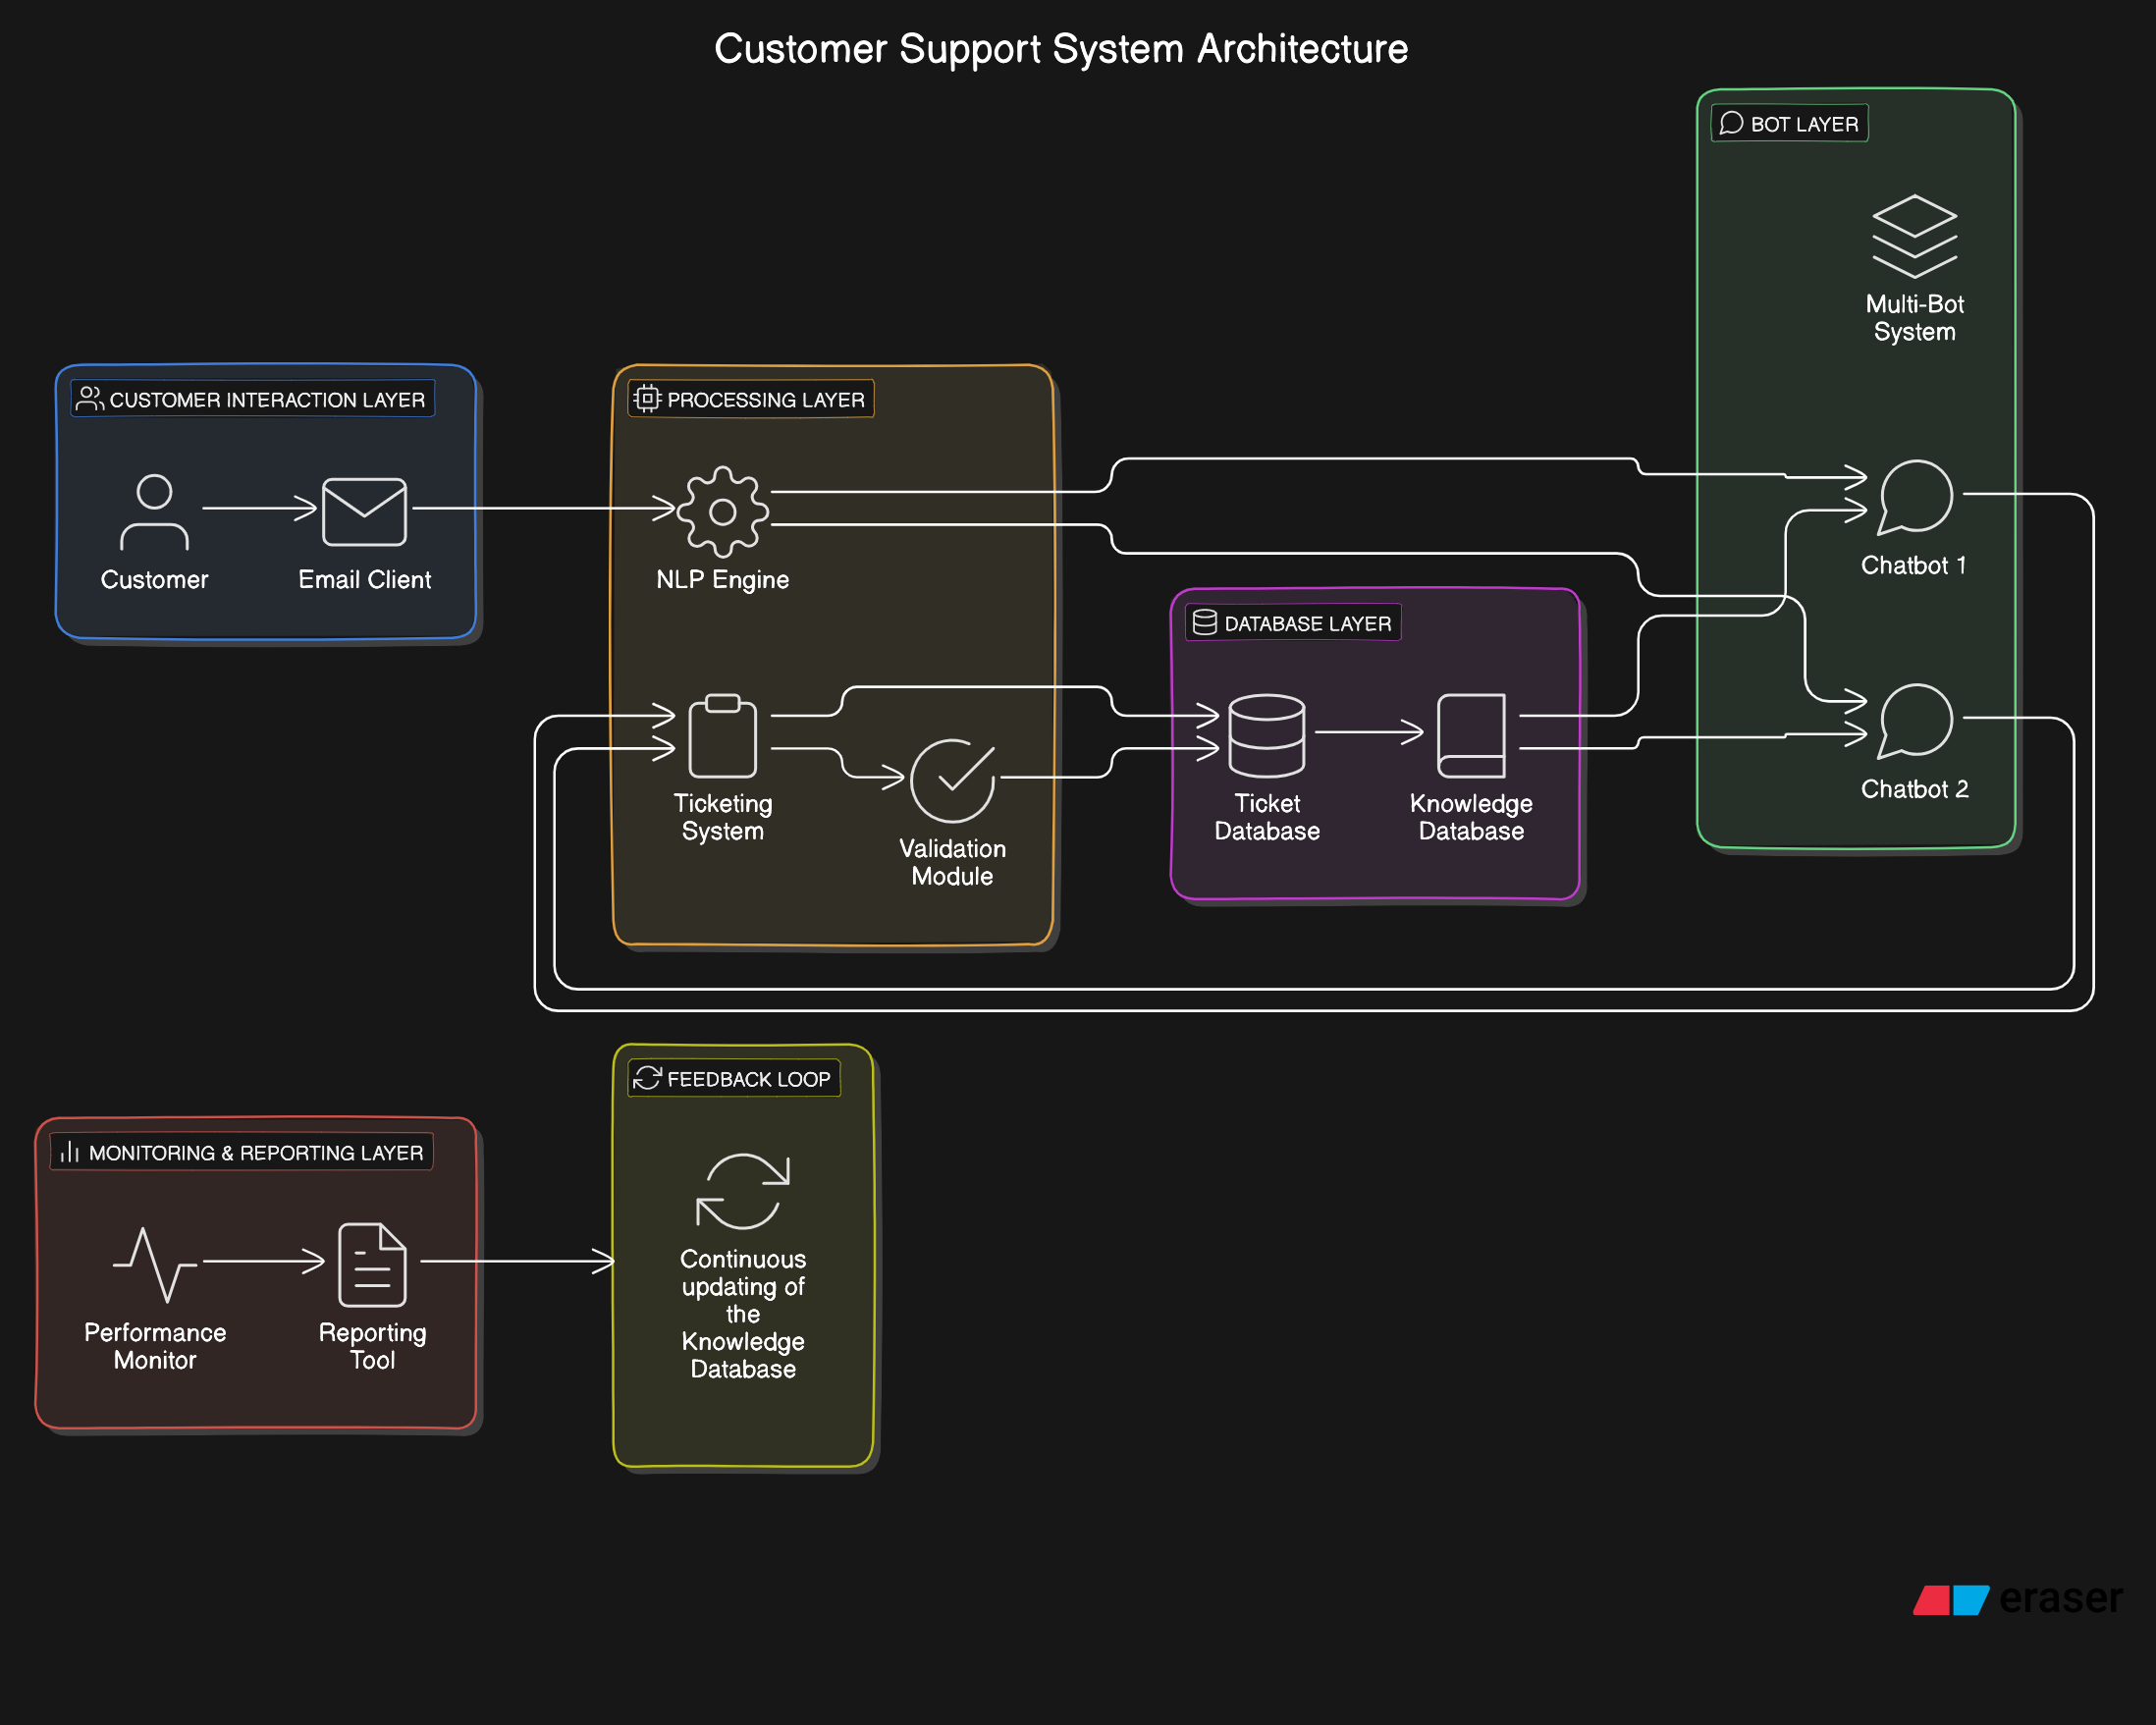 Customer Support System Architecture
BOT LAYER
Multi-Bot
System
CUSTOMER INTERACTION LAYER
PROCESSING LAYER
Customer
Email Client
NLP Engine
Chatbot 1
DATABASE LAYER
Ticketing
System
Validation
Module
Ticket
Database
Knowledge
Database
Chatbot 2
FEEDBACK LOOP
MONITORING & REPORTING LAYER
Performance
Monitor
Reporting
Tool
Continuous
updating of
the
Knowledge
Database
eraser